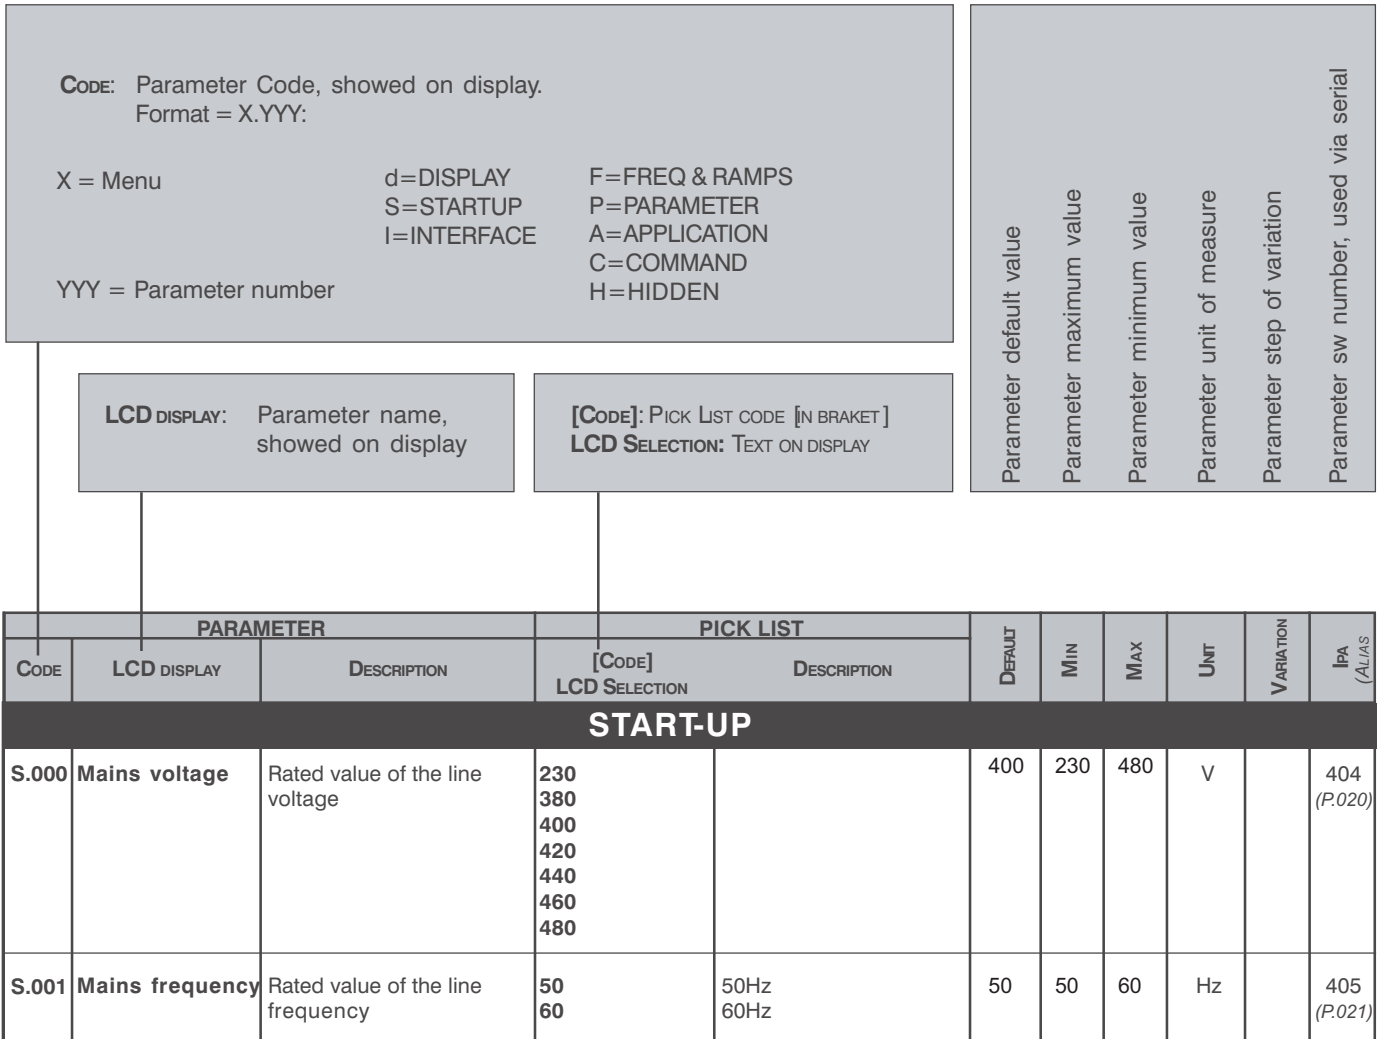 CODE: Parameter Code, showed on display.
Format = X.YYY:
X = Menu
d=DISPLAY
S=STARTUP
I=INTERFACE
F=FREQ & RAMPS
P=PARAMETER
A=APPLICATION
C=COMMAND
H=HIDDEN
YYY = Parameter number
LCD DISPLAY: Parameter name,
showed on display
[CODE]: PICK LIST CODE [IN BRAKET]
LCD SELECTION: TEXT ON DISPLAY
Parameter default value
Parameter maximum value
Parameter minimum value
Parameter unit of measure
Parameter step of variation
Parameter sw number, used via serial
PARAMETER
PICK LIST
CODE
LCD DISPLAY
DESCRIPTION
[CODE]
LCD SELECTION
DESCRIPTION
DEFAULT
MIN
MAX
UNIT
VARIATION
IPA
(ALIAS
START-UP
S.000 Mains voltage Rated value of the line 230 400 230 480 V 404
voltage 380 (P.020)
400
420
440
460
480
S.001 Mains frequency Rated value of the line 50 50Hz 50 50 60 Hz 405
frequency 60 60Hz (P.021)